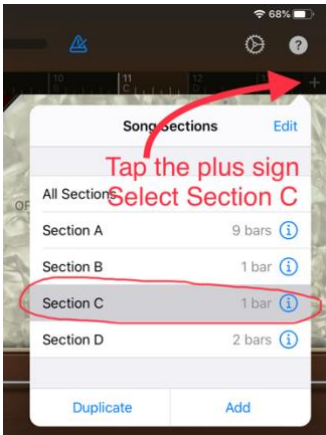 68%
?
10 11 12
B C D
+
Song Sections Edit
Tap the plus sign
All Sections
Select Section C
Section A 9 bars i
Section B 1 bar i
Section C 1 bar i
Section D 2 bars i
Duplicate Add